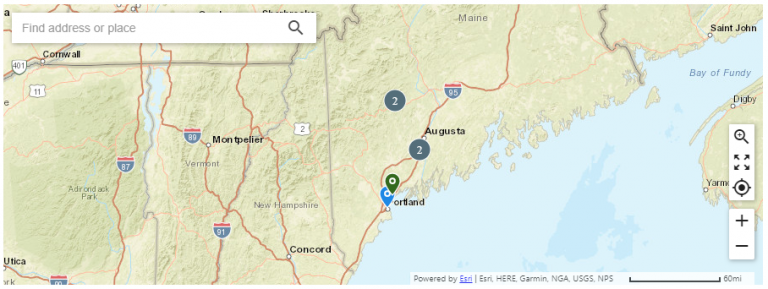 Sherbrooke
Maine
Find address or place
Saint John
Cornwall
401
Bay of Fundy
11
95
2
Digby
2
Augusta
89
Montpelier
2
Vermont
87
Adirondack
Park
Yarm
New Hampshire
ortland
91
Concord
Utica
Powered by Esri | Esri, HERE, Garmin, NGA, USGS, NPS
60mi